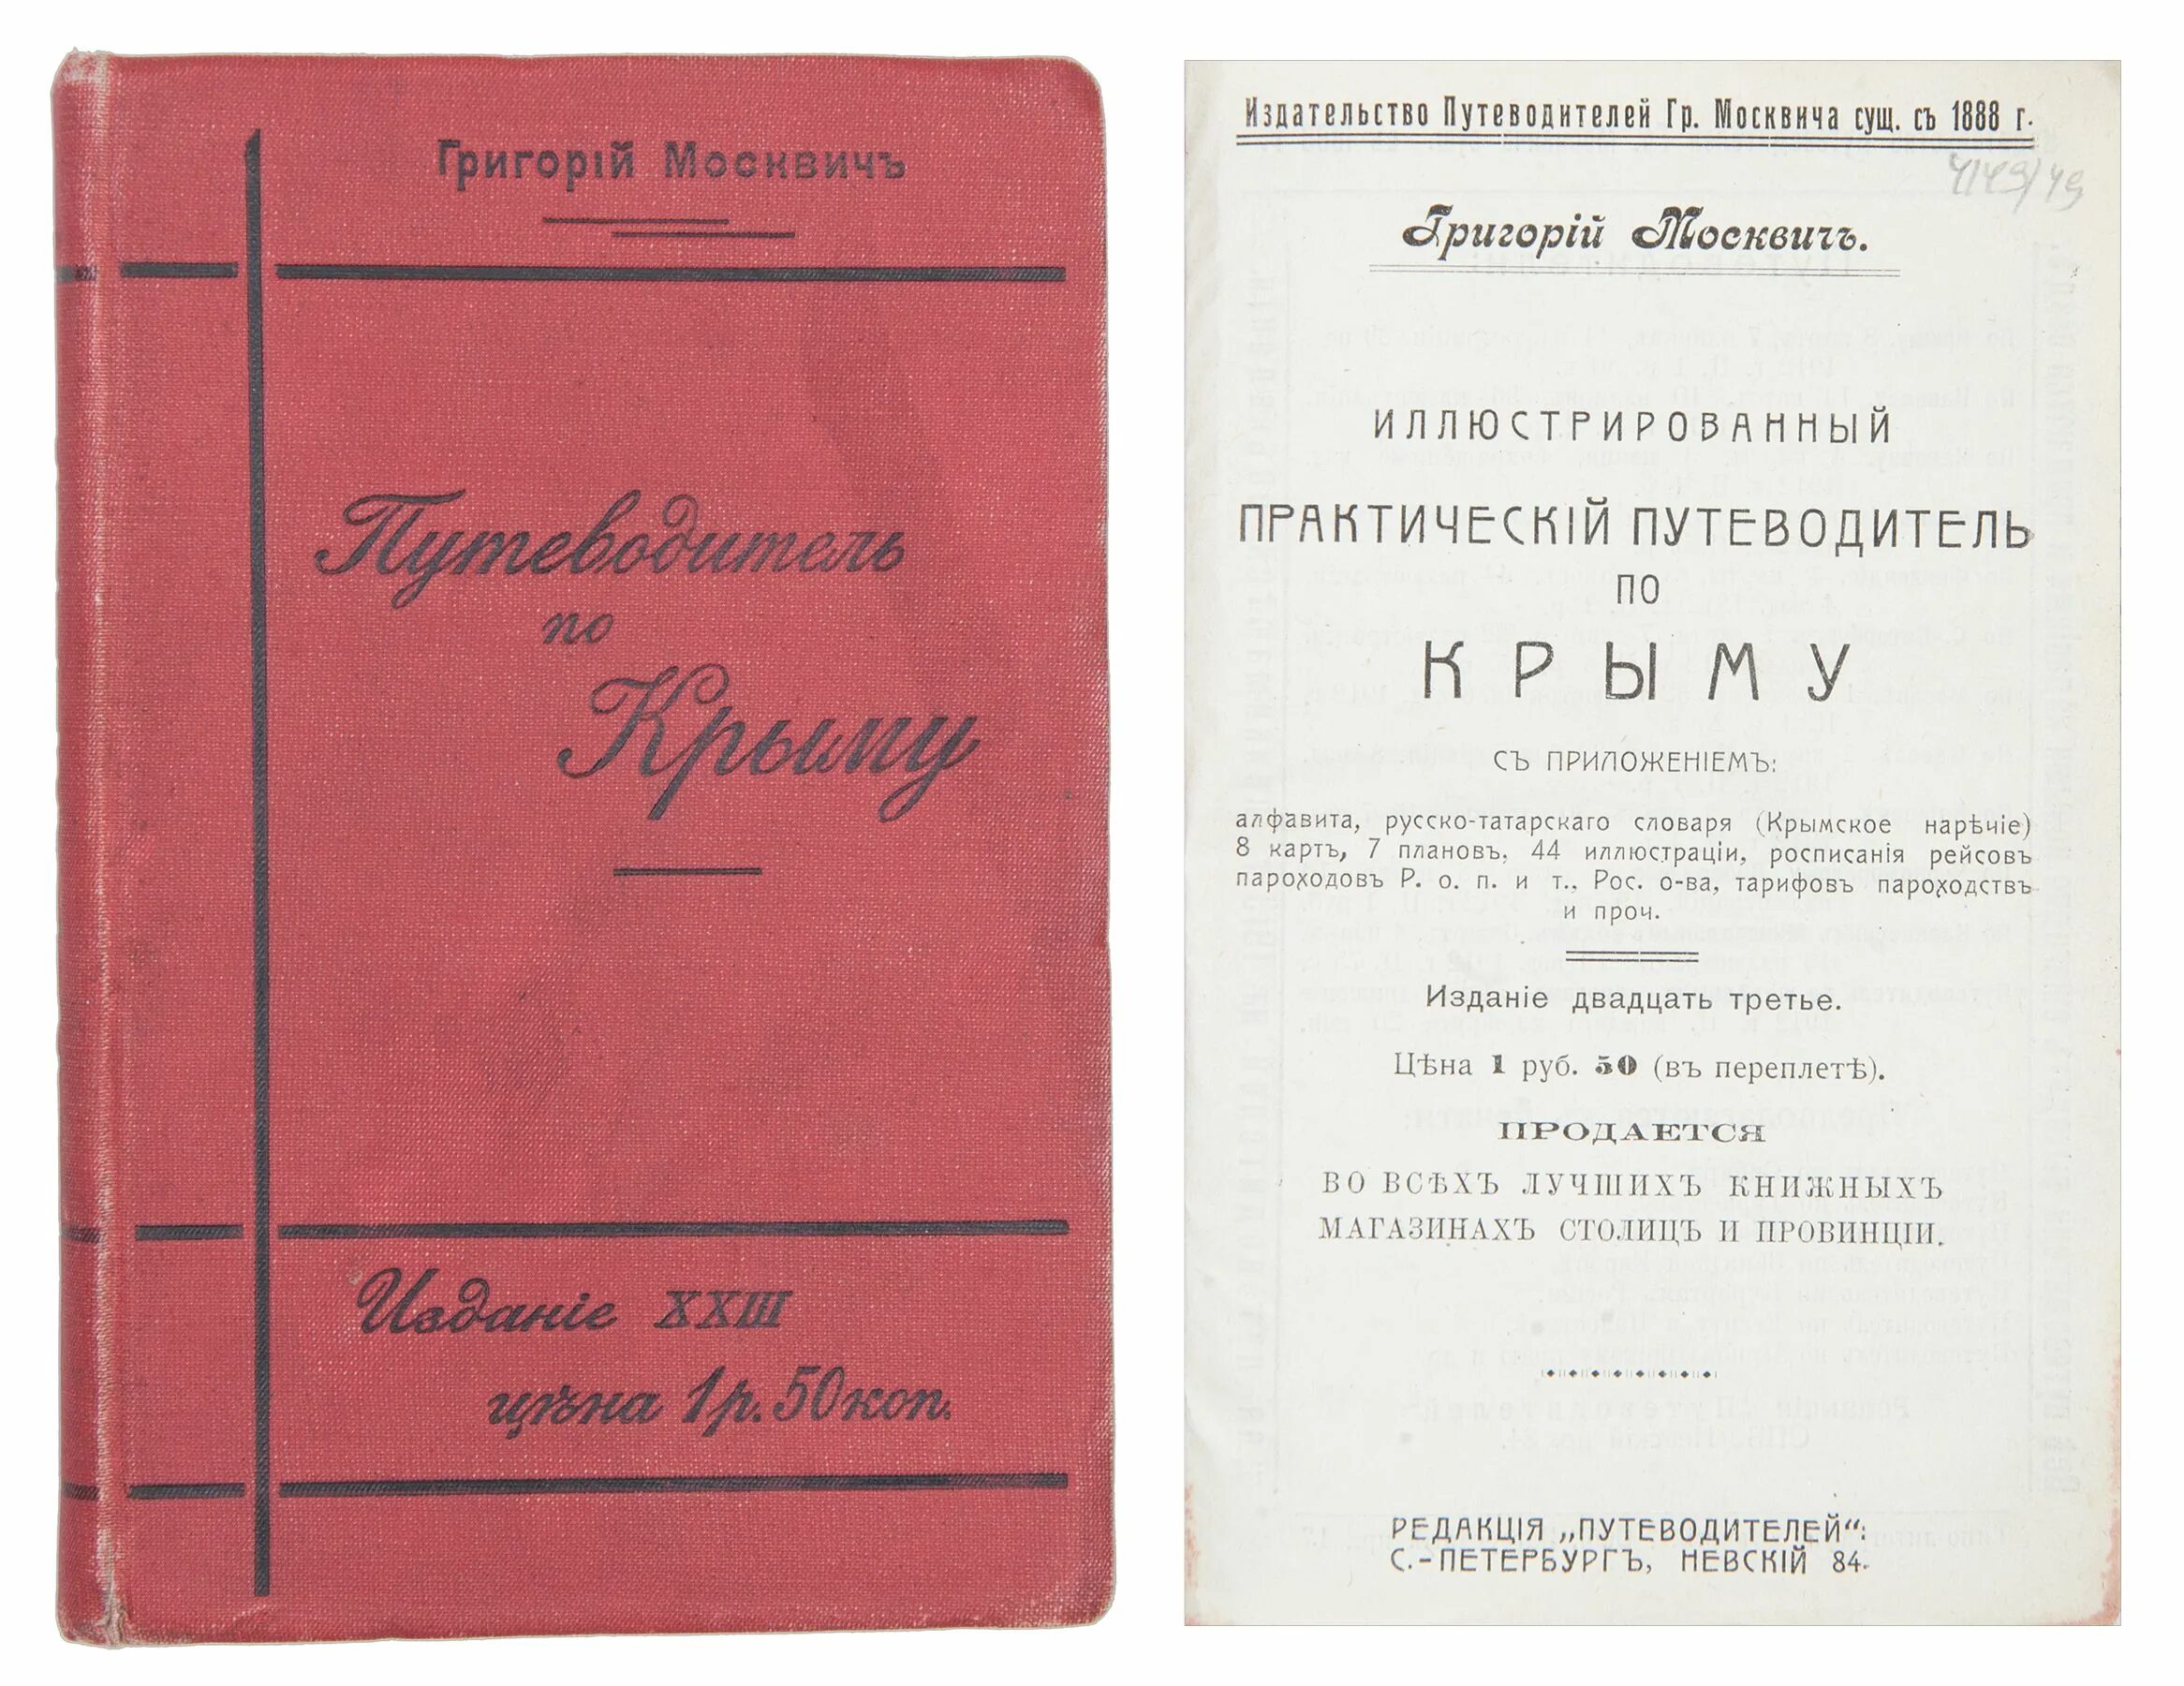 Григорій Москвичъ
Путеводитель
по
Крыму
Изданіе XXIII
цѣна 1 р. 50 коп.
Издательство Путеводителей Гр. Москвича сущ. съ 1888 г.
Григорій Москвичъ.
ИЛЛЮСТРИРОВАННЫЙ
ПРАКТИЧЕСКІЙ ПУТЕВОДИТЕЛЬ
ПО
КРЫМУ
СЪ ПРИЛОЖЕНІЕМЪ:
алфавита, русско-татарскаго словаря (Крымское нарѣчіе)
8 картъ, 7 плановъ, 44 иллюстраціи, росписанія рейсовъ
пароходовъ Р. о. п. и т., Рос. о-ва, тарифовъ пароходствъ
и проч.
Изданіе двадцать третье.
Цѣна 1 руб. 50 (въ переплетѣ).
ПРОДАЕТСЯ
ВО ВСѢХЪ ЛУЧШИХЪ КНИЖНЫХЪ
МАГАЗИНАХЪ СТОЛИЦЪ И ПРОВИНЦІИ.
РЕДАКЦІЯ „ПУТЕВОДИТЕЛЕЙ“:
С.-ПЕТЕРБУРГЪ, НЕВСКІЙ 84.